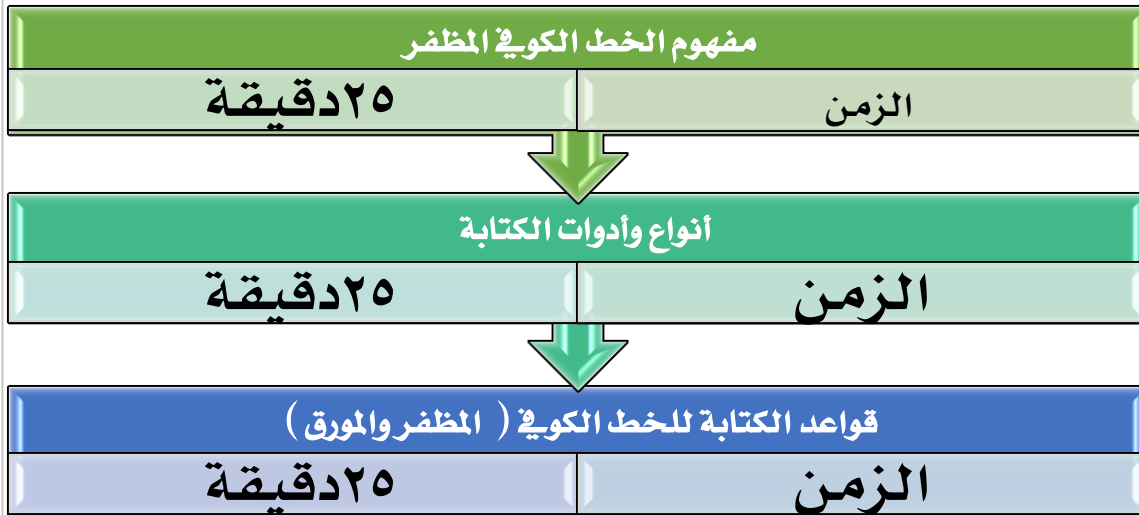 مفهوم الخط الكوفي المظفر
الزمن ٢٥دقيقة
أنواع وأدوات الكتابة
الزمن ٢٥دقيقة
قواعد الكتابة للخط الكوفي ( المظفر والمورق )
الزمن ٢٥دقيقة